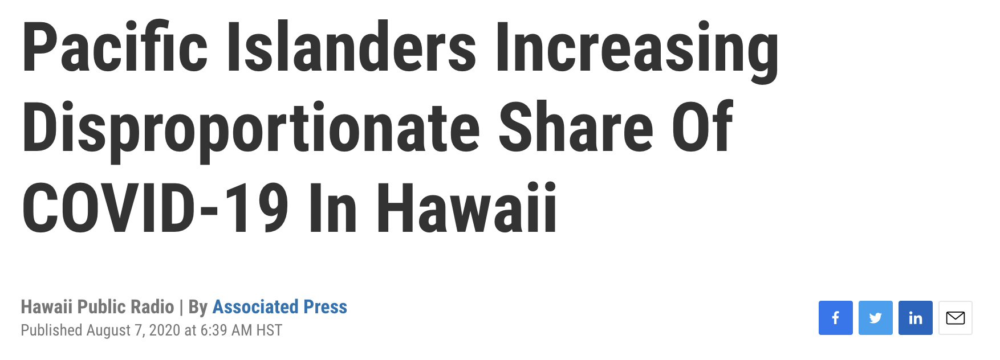 Pacific Islanders Increasing
Disproportionate Share Of
COVID-19 In Hawaii
Hawaii Public Radio | By Associated Press
Published August 7, 2020 at 6:39 AM HST
f
in